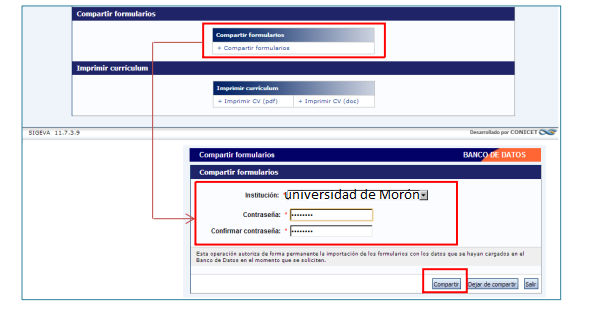 Compartir formularios
Compartir formularios
+ Compartir formularios
Imprimir currículum
Imprimir currículum
+ Imprimir CV (pdf) + Imprimir CV (doc)
SIGEVA 11.7.3.9 Desarrollado por CONICET
Compartir formularios BANCO DE DATOS
Compartir formularios
Institución: * universidad de Morón
Contraseña: * ••••••••
Confirmar contraseña: * ••••••••
Esta operación autoriza de forma permanente la importación de los formularios con los datos que se hayan cargados en el
Banco de Datos en el momento que se soliciten.
Compartir Dejar de compartir Salir